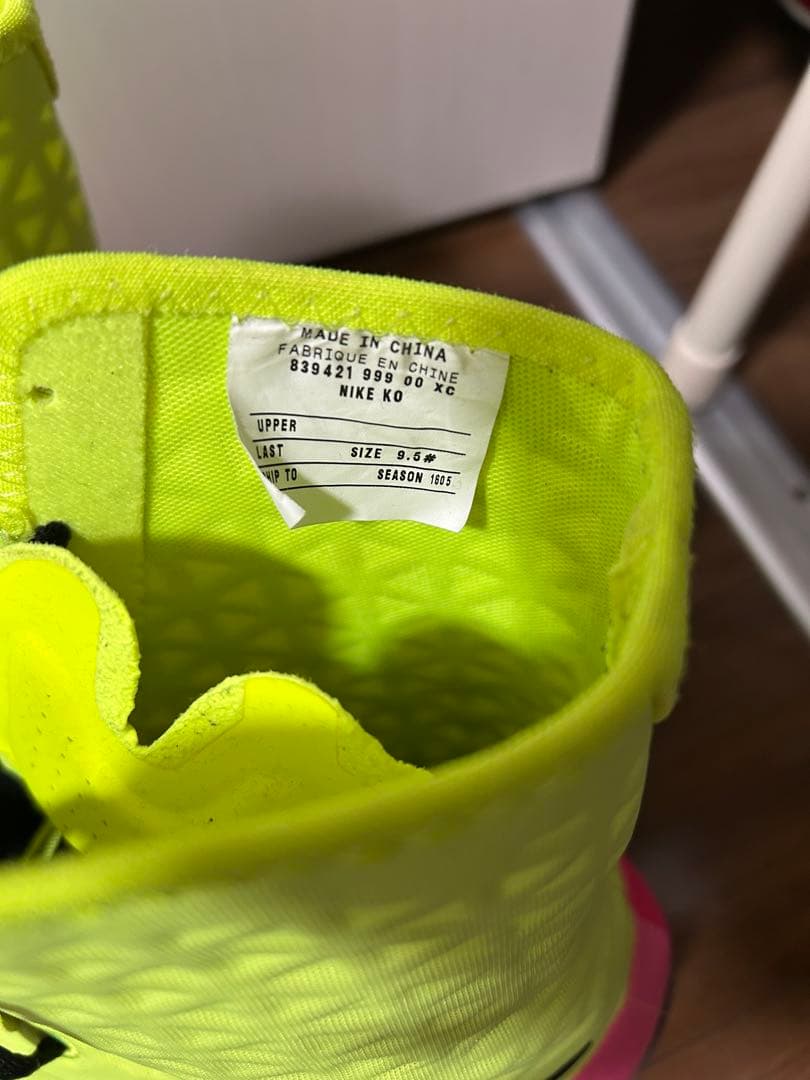 MADE IN CHINA
FABRIQUE EN CHINE
839421 999 00 XC
NIKE KO
UPPER
LAST SIZE 9.5#
HIP TO SEASON 1605